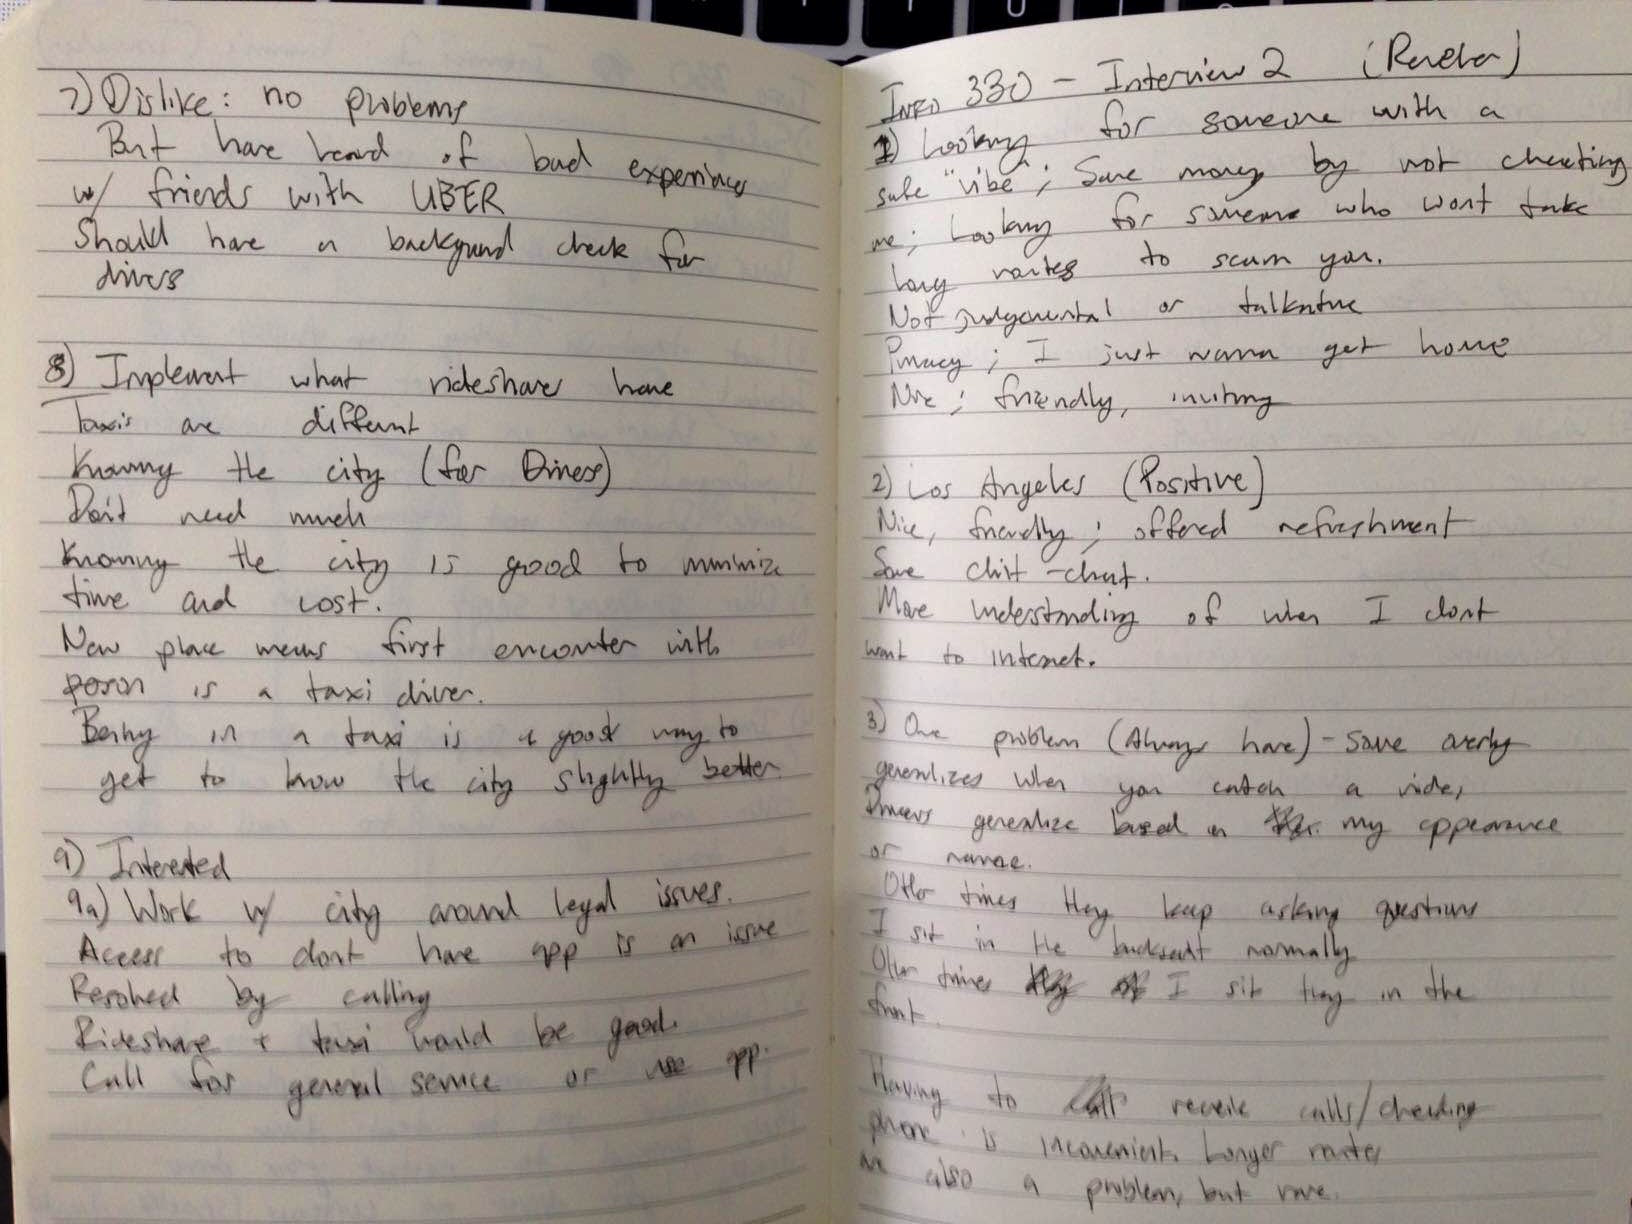 7) Dislike: no problems
But have heard of bad experiences
w/ friends with UBER
Should have a background check for
drivers
8) Implement what rideshares have
Taxis are different
Knowing the city (for Drivers)
Don't need much
Knowing the city is good to minimize
time and cost.
New place means first encounter with
person is a taxi driver.
Being in a taxi is a good way to
get to know the city slightly better
9) Interested
9a) Work w/ city around legal issues.
Access to dont have app is an issue
Resolved by calling
Rideshare + taxi would be good.
Call for general service or use app.
INFO 330 - Interview 2
1) Looking for someone with a
safe "vibe"; Save money by not cheating
me; Looking for someone who wont take
long routes to scam you.
Not judgemental or talkative
Privacy; I just wanna get home
Nice; friendly, inviting
2) Los Angeles (Positive)
Nice, friendly; offered refreshment
Some chit-chat.
More understanding of when I dont
want to interact.
3) One problem (Always have) - Some overly
generalizes when you catch a ride,
Drivers generalize based on my appearance
or name.
Other times they keep asking questions
I sit in the backseat normally
Other times I sit in the
front.
Having to receive calls/checking
phone is inconvenient. Longer routes
are also a problem, but rare.